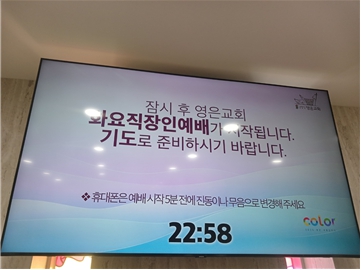 잠시 후 영은교회
화요직장인예배가 시작됩니다.
기도로 준비하시기 바랍니다.
❖ 휴대폰은 예배 시작 5분 전에 진동이나 무음으로 변경해 주세요
color
22:58